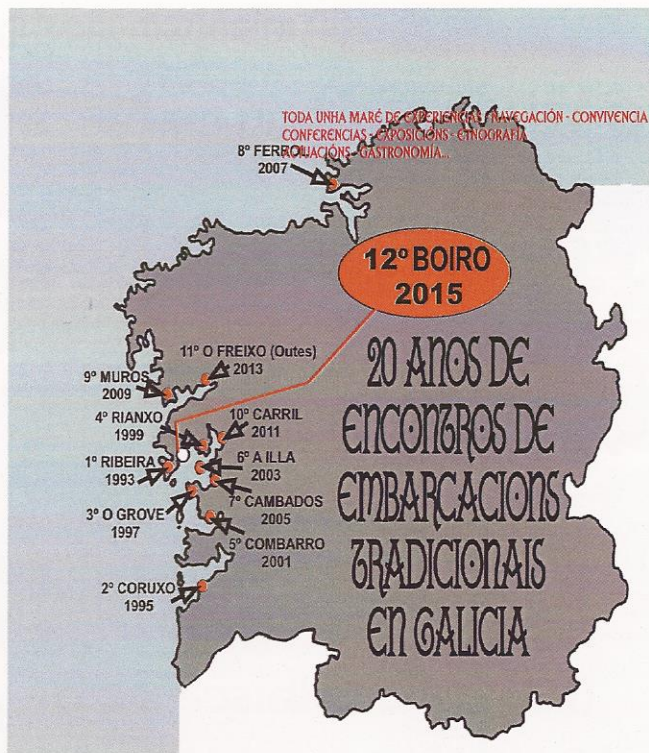 TODA UNHA MARÉ DE EXPERIENCIAS - NAVEGACIÓN - CONVIVENCIA
CONFERENCIAS - EXPOSICIÓNS - ETNOGRAFÍA
ACTUACIÓNS - GASTRONOMÍA...
8º FERROL
2007
12º BOIRO
2015
11º O FREIXO (Outes)
2013
9º MUROS
2009
4º RIANXO
1999
10º CARRIL
2011
1º RIBEIRA
1993
6º A ILLA
2003
3º O GROVE
1997
7º CAMBADOS
2005
5º COMBARRO
2001
2º CORUXO
1995
20 ANOS DE
ENCONTROS DE
EMBARCACIONS
TRADICIONAIS
EN GALICIA